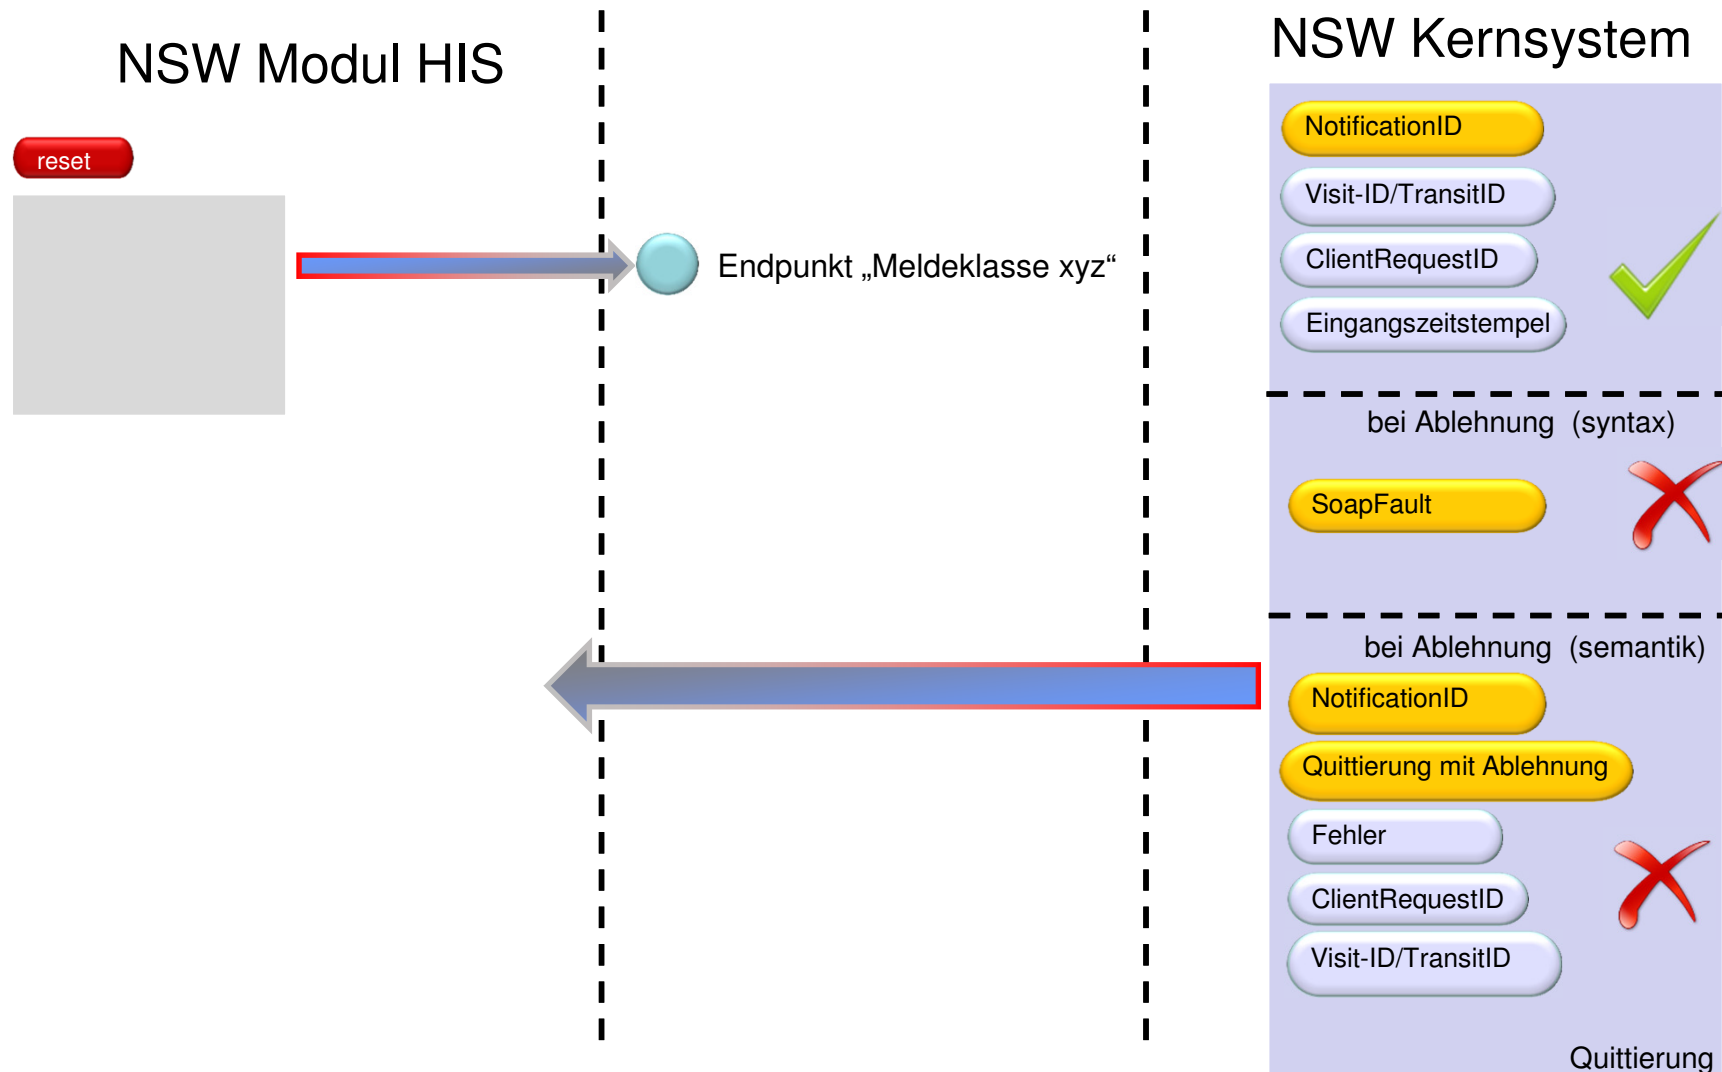 NSW Modul HIS
NSW Kernsystem
reset
Endpunkt „Meldeklasse xyz“
NotificationID
Visit-ID/TransitID
ClientRequestID
Eingangszeitstempel
bei Ablehnung (syntax)
SoapFault
bei Ablehnung (semantik)
NotificationID
Quittierung mit Ablehnung
Fehler
ClientRequestID
Visit-ID/TransitID
Quittierung